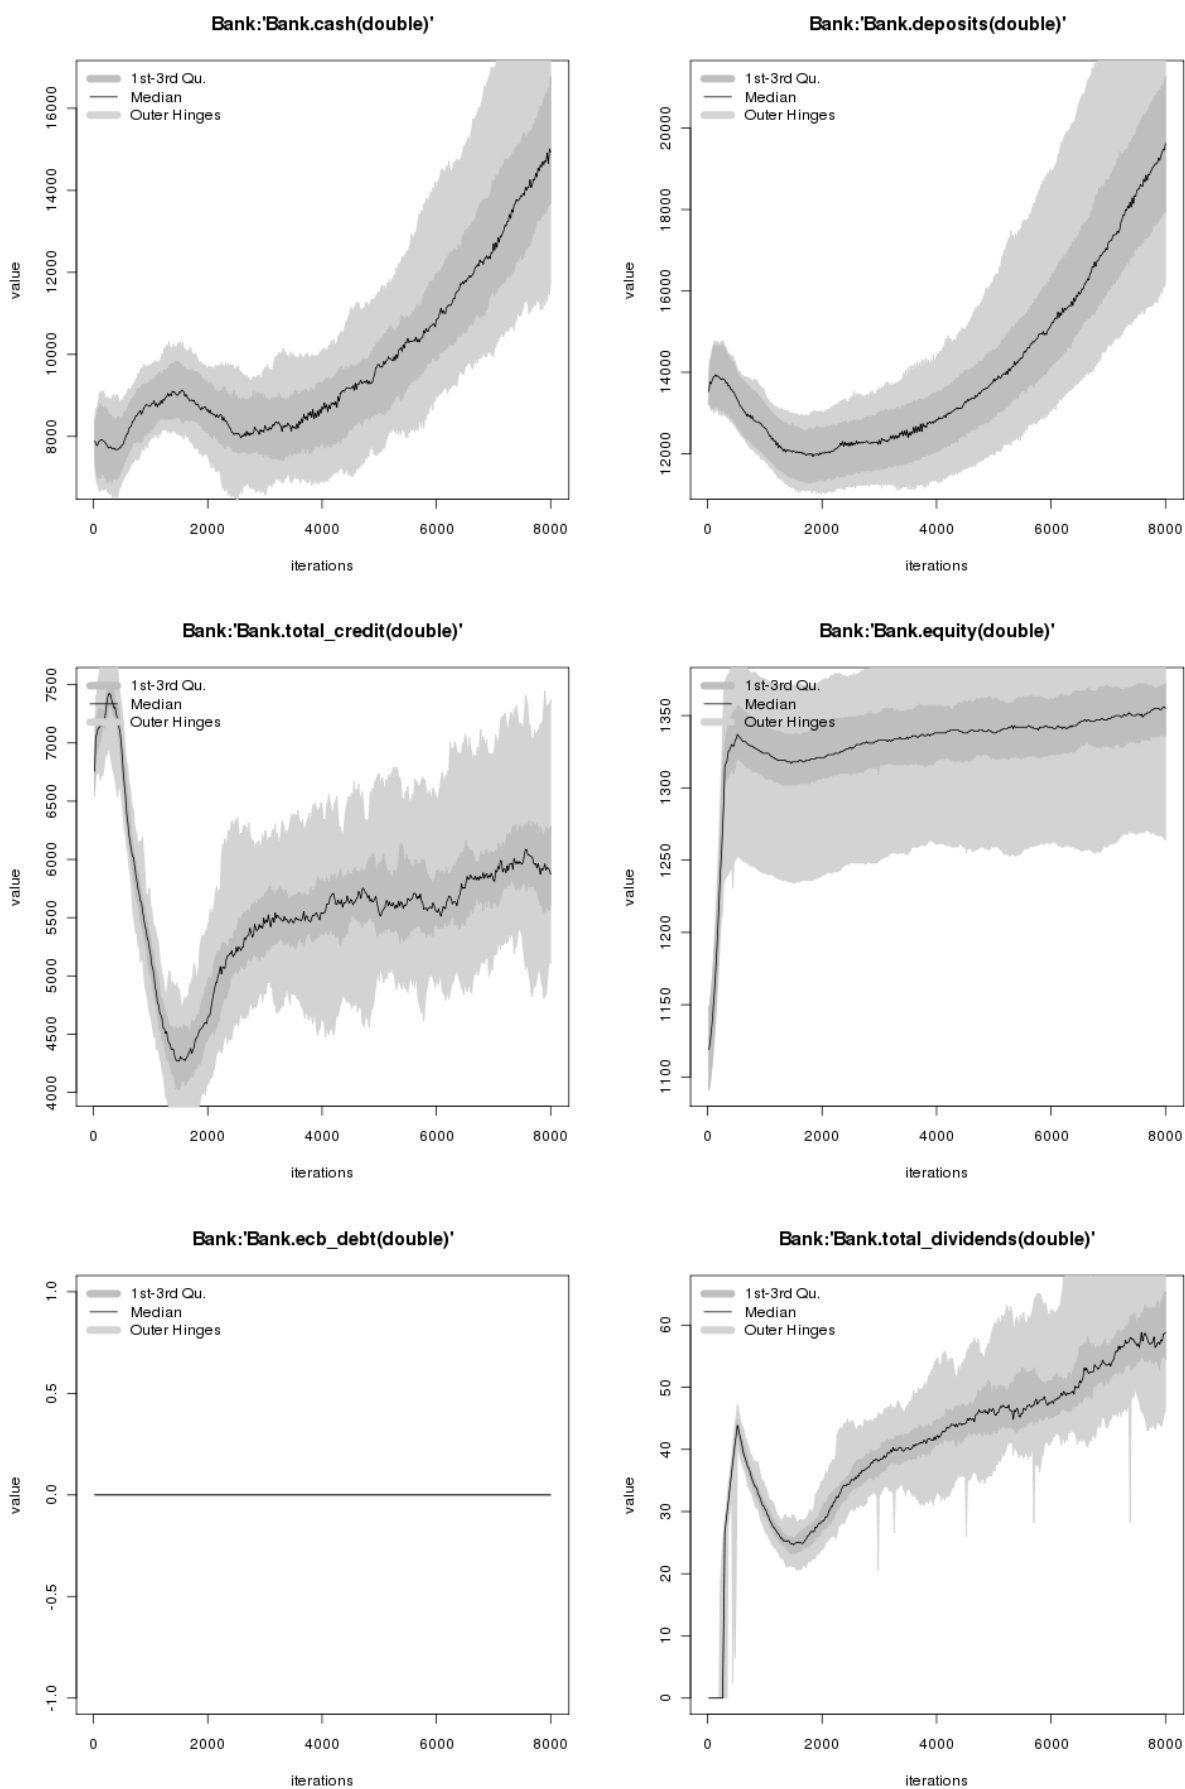 Bank:'Bank.cash(double)'
1st-3rd Qu.
Median
Outer Hinges
value
8000
10000
12000
14000
16000
0 2000 4000 6000 8000
iterations
Bank:'Bank.deposits(double)'
1st-3rd Qu.
Median
Outer Hinges
value
12000
14000
16000
18000
20000
0 2000 4000 6000 8000
iterations
Bank:'Bank.total_credit(double)'
1st-3rd Qu.
Median
Outer Hinges
value
4000
4500
5000
5500
6000
6500
7000
7500
0 2000 4000 6000 8000
iterations
Bank:'Bank.equity(double)'
1st-3rd Qu.
Median
Outer Hinges
value
1100
1150
1200
1250
1300
1350
0 2000 4000 6000 8000
iterations
Bank:'Bank.ecb_debt(double)'
1st-3rd Qu.
Median
Outer Hinges
value
-1.0
-0.5
0.0
0.5
1.0
0 2000 4000 6000 8000
iterations
Bank:'Bank.total_dividends(double)'
1st-3rd Qu.
Median
Outer Hinges
value
0
10
20
30
40
50
60
0 2000 4000 6000 8000
iterations